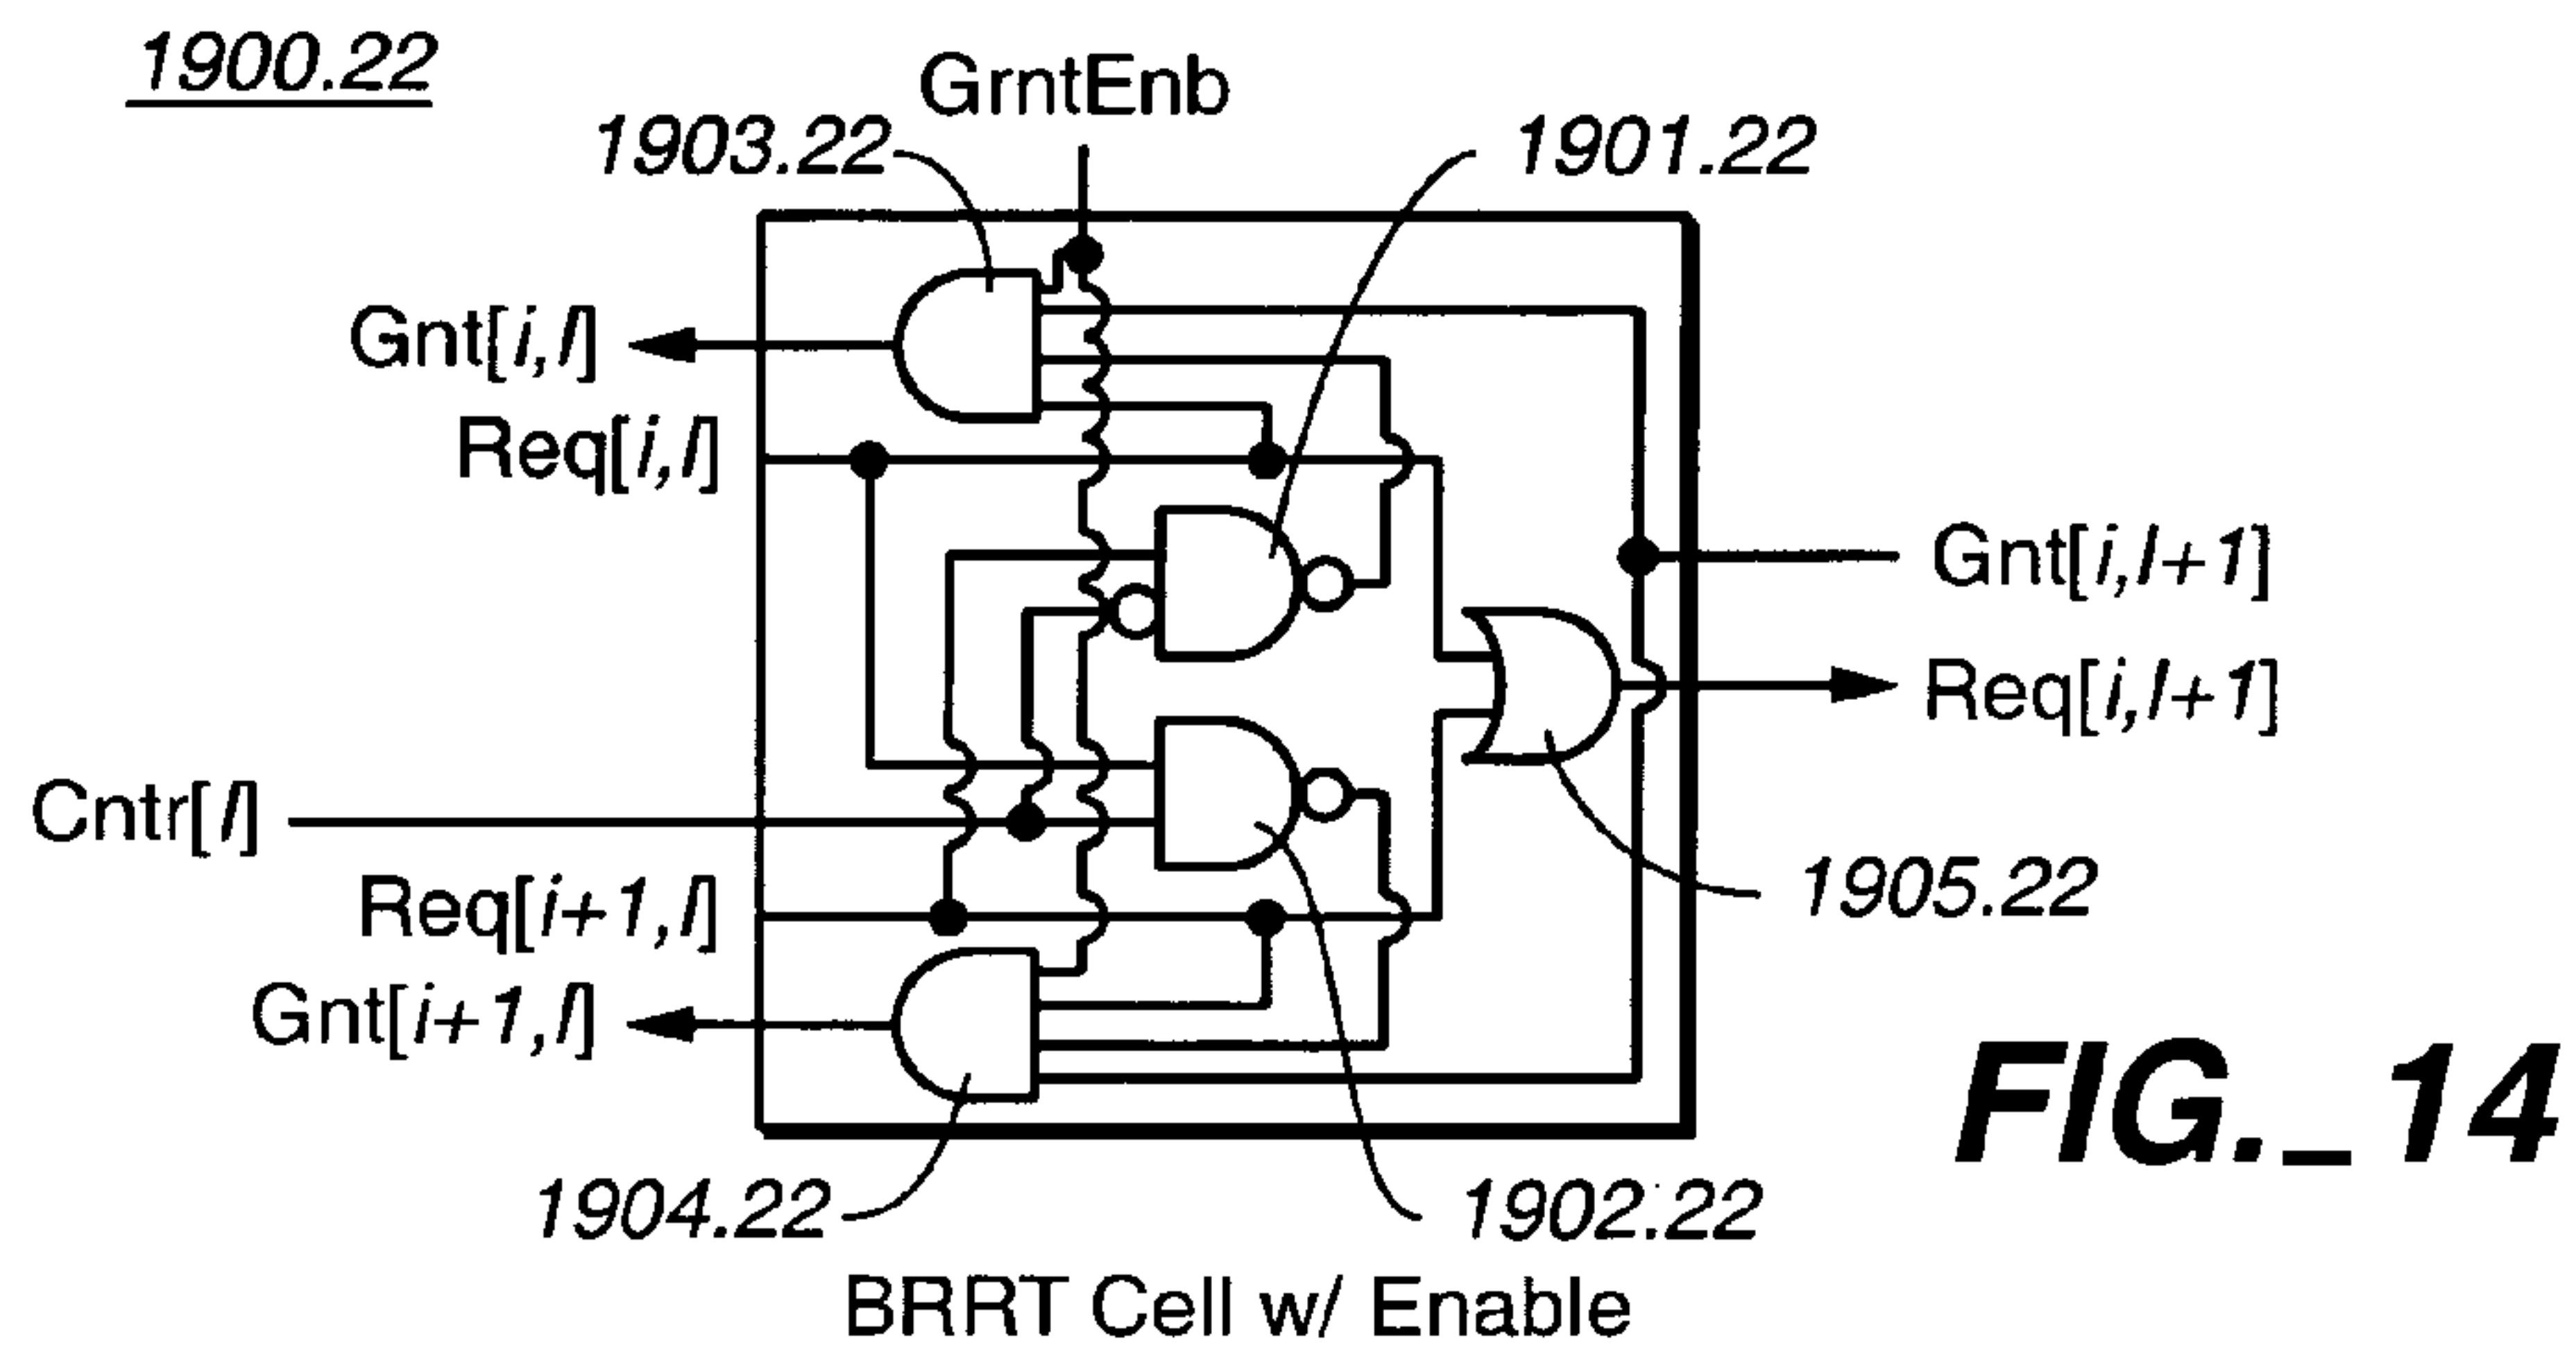 1900.22
GrntEnb
1903.22
1901.22
Gnt[i,l]
Req[i,l]
Gnt[i,l+1]
Req[i,l+1]
Cntr[l]
Req[i+1,l]
1905.22
Gnt[i+1,l]
1904.22
1902.22
BRRT Cell w/ Enable
FIG._14